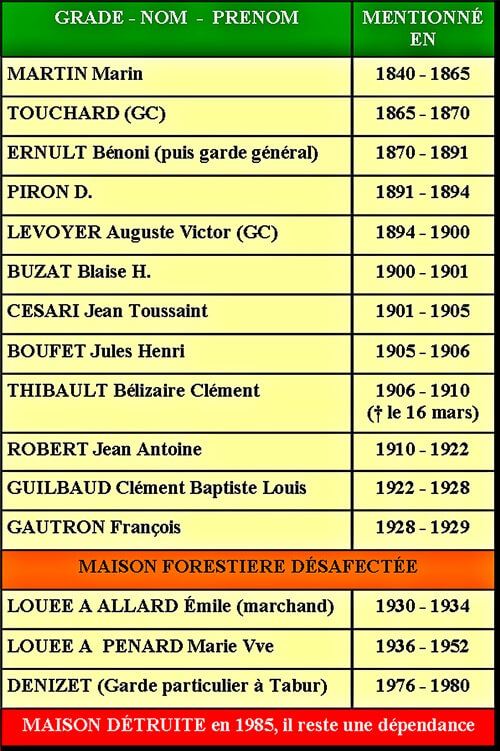 GRADE - NOM - PRENOM MENTIONNÉ
EN
MARTIN Marin 1840 - 1865
TOUCHARD (GC) 1865 - 1870
ERNULT Bénoni (puis garde général) 1870 - 1891
PIRON D. 1891 - 1894
LEVOYER Auguste Victor (GC) 1894 - 1900
BUZAT Blaise H. 1900 - 1901
CESARI Jean Toussaint 1901 - 1905
BOUFET Jules Henri 1905 - 1906
THIBAULT Bélizaire Clément 1906 - 1910
(† le 16 mars)
ROBERT Jean Antoine 1910 - 1922
GUILBAUD Clément Baptiste Louis 1922 - 1928
GAUTRON François 1928 - 1929
MAISON FORESTIERE DÉSAFECTÉE
LOUEE A ALLARD Émile (marchand) 1930 - 1934
LOUEE A PENARD Marie Vve 1936 - 1952
DENIZET (Garde particulier à Tabur) 1976 - 1980
MAISON DÉTRUITE en 1985, il reste une dépendance